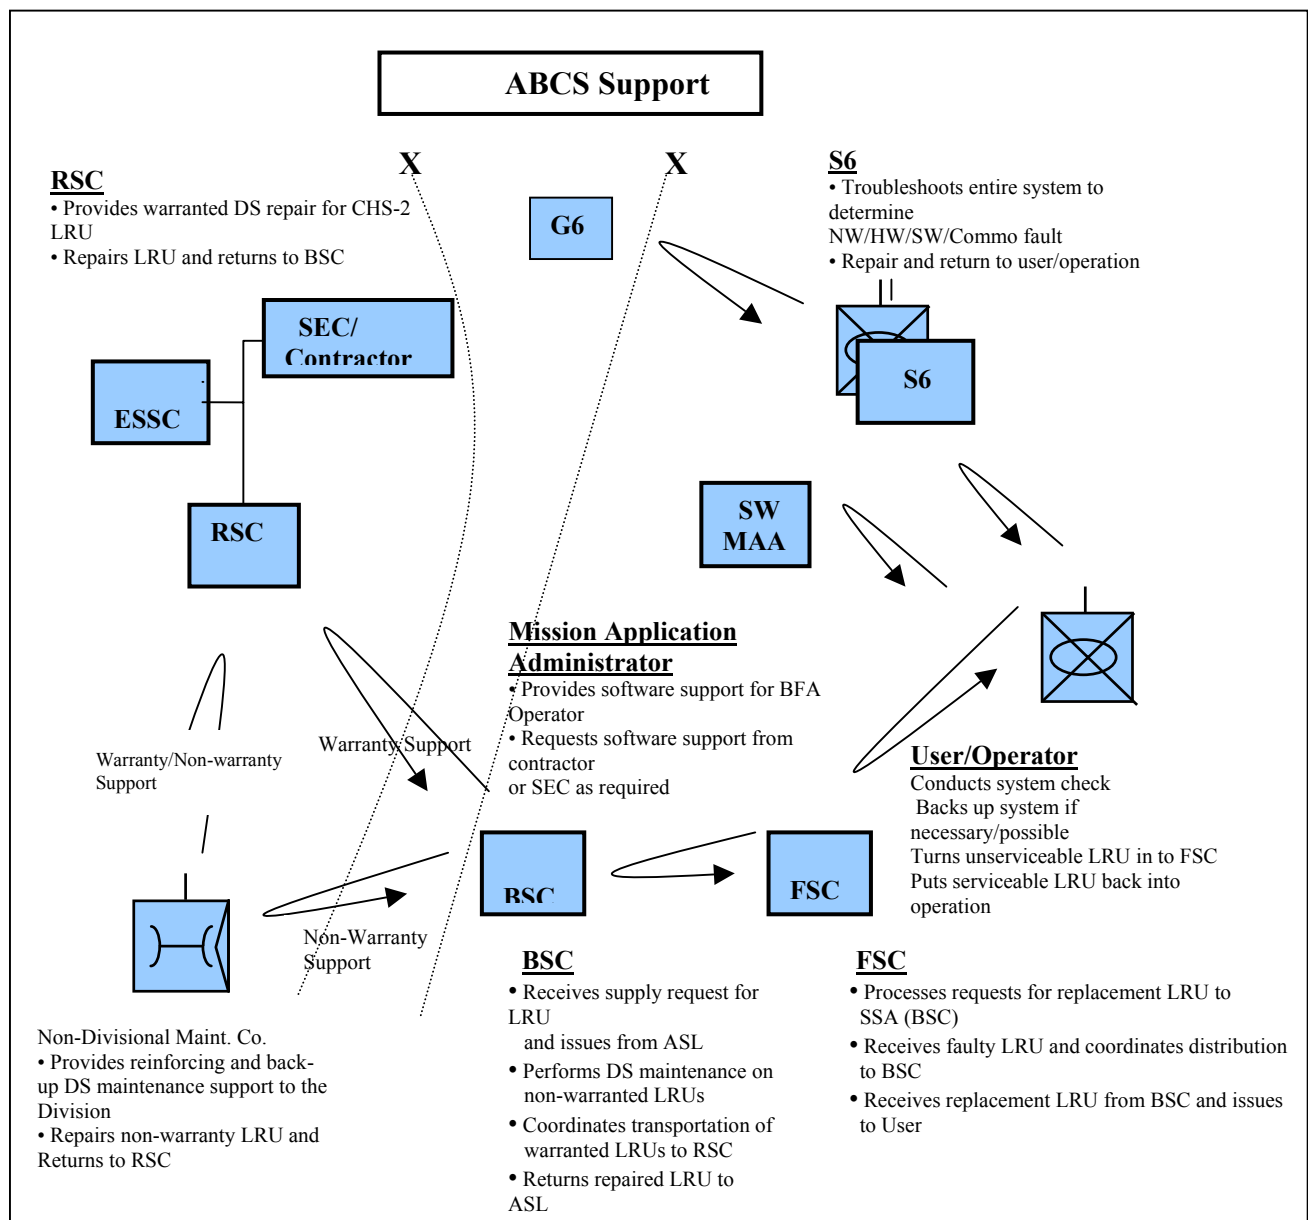 ABCS Support
X
X
RSC
• Provides warranted DS repair for CHS-2
LRU
• Repairs LRU and returns to BSC
G6
S6
• Troubleshoots entire system to
determine
NW/HW/SW/Commo fault
• Repair and return to user/operation
SEC/
Contractor
ESSC
S6
RSC
SW
MAA
Mission Application
Administrator
• Provides software support for BFA
Operator
• Requests software support from
contractor
or SEC as required
Warranty/Non-warranty
Support
Warranty Support
User/Operator
Conducts system check
Backs up system if
necessary/possible
Turns unserviceable LRU in to FSC
Puts serviceable LRU back into
operation
BSC
FSC
Non-Warranty
Support
Non-Divisional Maint. Co.
• Provides reinforcing and back-
up DS maintenance support to the
Division
• Repairs non-warranty LRU and
Returns to RSC
BSC
• Receives supply request for
LRU
and issues from ASL
• Performs DS maintenance on
non-warranted LRUs
• Coordinates transportation of
warranted LRUs to RSC
• Returns repaired LRU to
ASL
FSC
• Processes requests for replacement LRU to
SSA (BSC)
• Receives faulty LRU and coordinates distribution
to BSC
• Receives replacement LRU from BSC and issues
to User